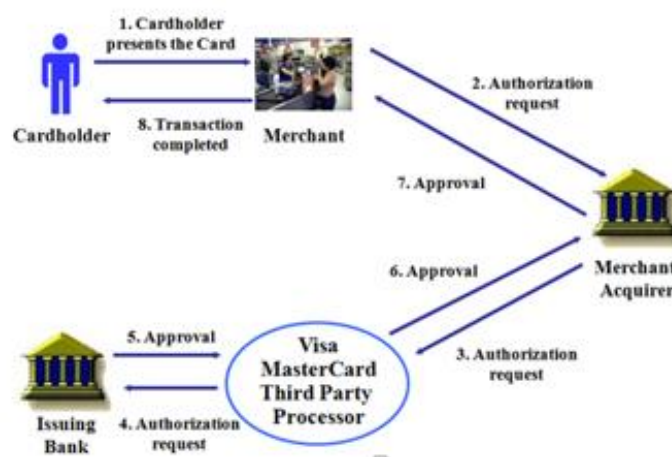 1. Cardholder
presents the Card
2. Authorization
request
Cardholder
8. Transaction
completed
Merchant
7. Approval
6. Approval
Merchant
Acquirer
5. Approval
Visa
MasterCard
Third Party
Processor
3. Authorization
request
Issuing
Bank
4. Authorization
request